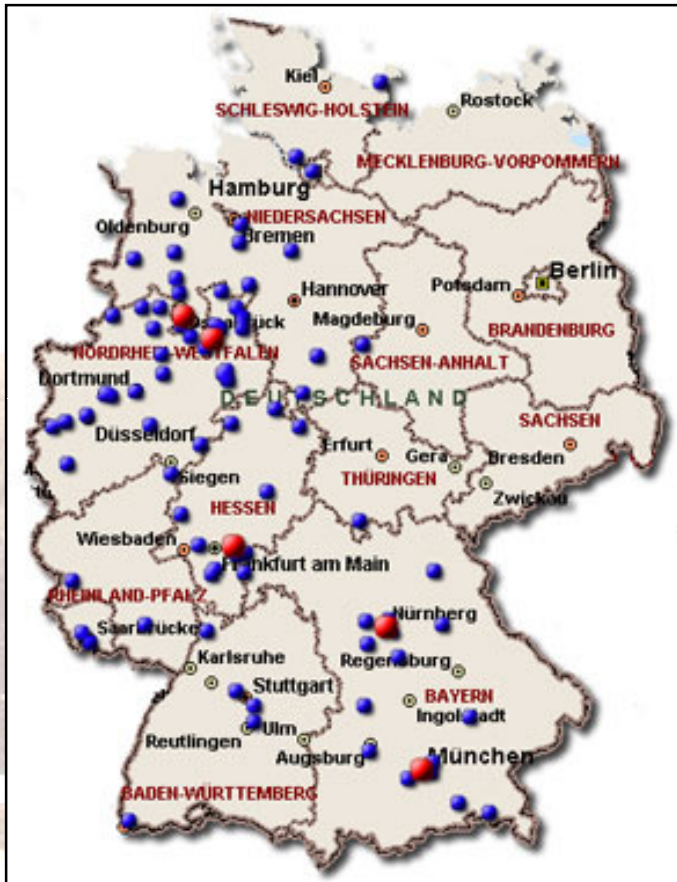 Kiel
SCHLESWIG-HOLSTEIN
Rostock
MECKLENBURG-VORPOMMERN
Hamburg
NIEDERSACHSEN
Oldenburg
Bremen
Berlin
Potsdam
Hannover
BRANDENBURG
Magdeburg
SACHSEN-ANHALT
NORDRHEIN-WESTFALEN
Dortmund
DEUTSCHLAND
SACHSEN
Düsseldorf
Erfurt
Gera
Bresden
THÜRINGEN
Siegen
Zwickau
HESSEN
Wiesbaden
Frankfurt am Main
RHEINLAND-PFALZ
Nürnberg
Saarbrücke
Karlsruhe
Regensburg
Stuttgart
BAYERN
Ingolstadt
Ulm
Reutlingen
Augsburg
München
BADEN-WÜRTTEMBERG